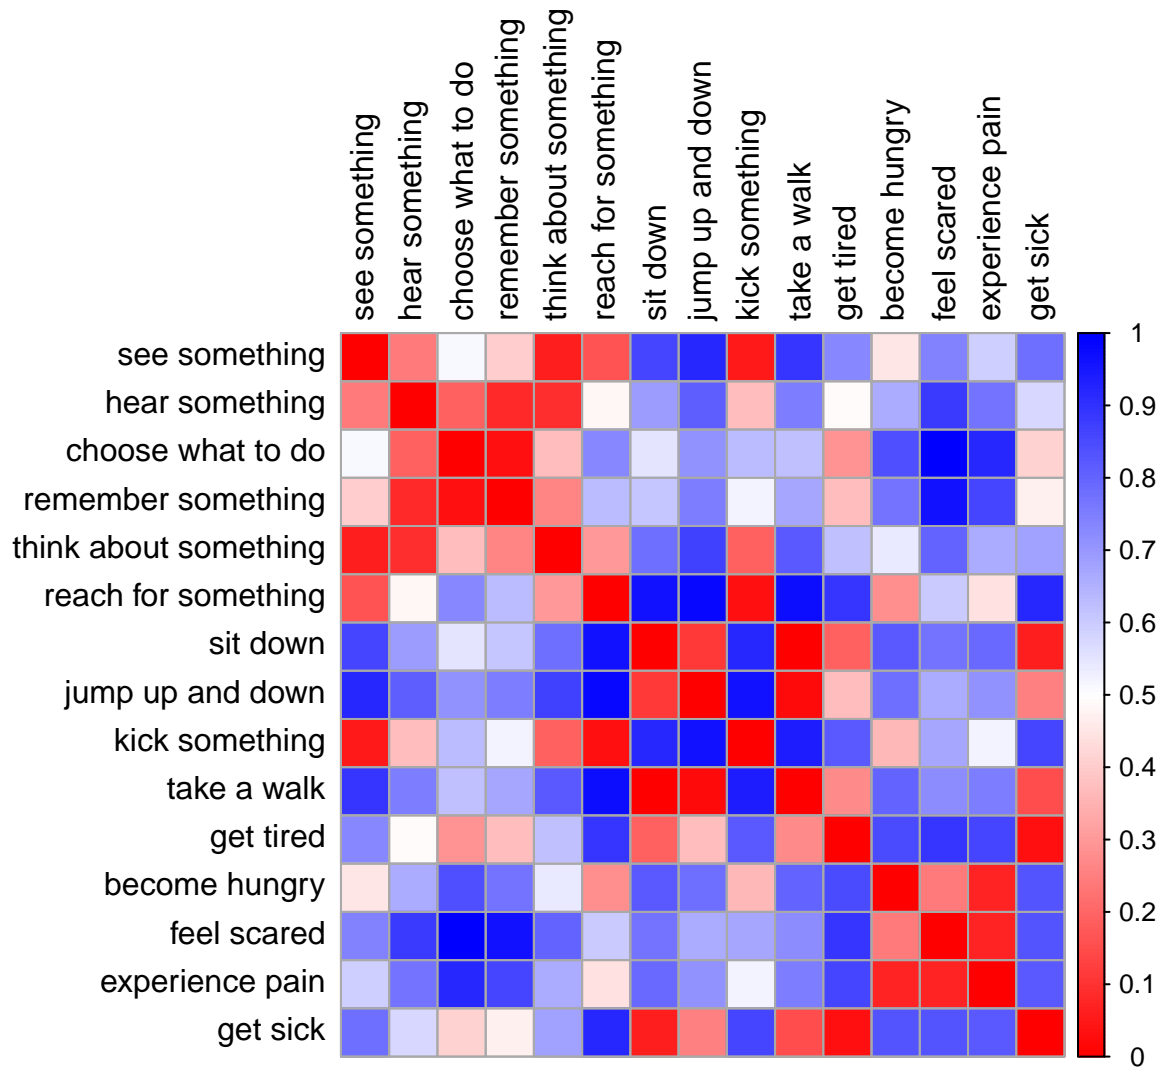 see something
hear something
choose what to do
remember something
think about something
reach for something
sit down
jump up and down
kick something
take a walk
get tired
become hungry
feel scared
experience pain
get sick
see something
hear something
choose what to do
remember something
think about something
reach for something
sit down
jump up and down
kick something
take a walk
get tired
become hungry
feel scared
experience pain
get sick
1
0.9
0.8
0.7
0.6
0.5
0.4
0.3
0.2
0.1
0